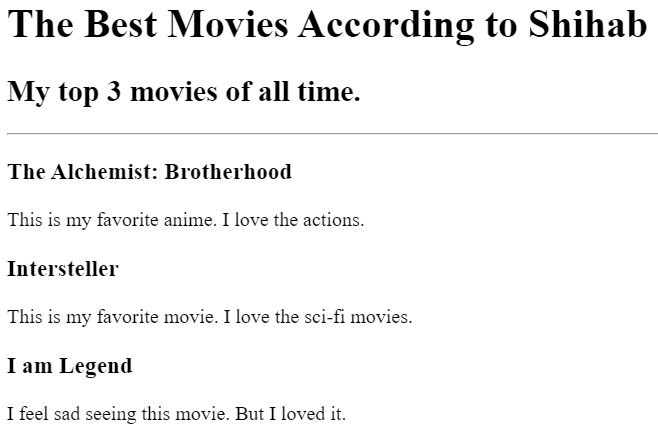 The Best Movies According to Shihab
My top 3 movies of all time.
The Alchemist: Brotherhood
This is my favorite anime. I love the actions.
Intersteller
This is my favorite movie. I love the sci-fi movies.
I am Legend
I feel sad seeing this movie. But I loved it.